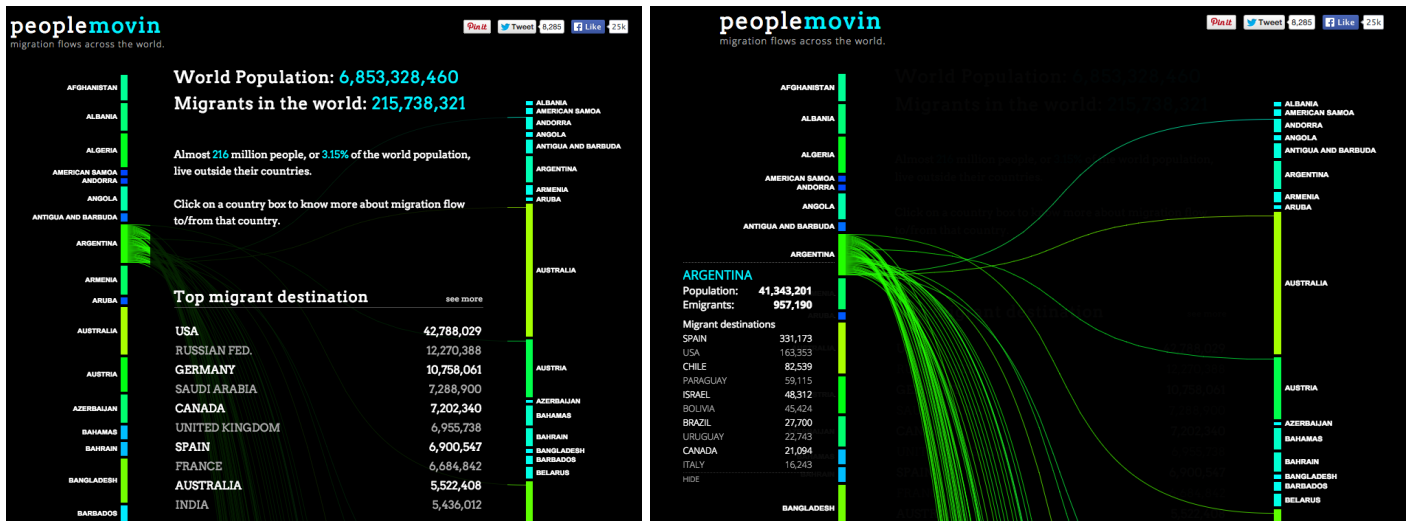 peoplemovin
migration flows across the world.
Pin it
Tweet
8,285
Like
25k
World Population: 6,853,328,460
Migrants in the world: 215,738,321
Almost 216 million people, or 3.15% of the world population,
live outside their countries.
Click on a country box to know more about migration flow
to/from that country.
Top migrant destination
see more
USA 42,788,029
RUSSIAN FED. 12,270,388
GERMANY 10,758,061
SAUDI ARABIA 7,288,900
CANADA 7,202,340
UNITED KINGDOM 6,955,738
SPAIN 6,900,547
FRANCE 6,684,842
AUSTRALIA 5,522,408
INDIA 5,436,012
AFGHANISTAN
ALBANIA
ALGERIA
AMERICAN SAMOA
ANDORRA
ANGOLA
ANTIGUA AND BARBUDA
ARGENTINA
ARMENIA
ARUBA
AUSTRALIA
AUSTRIA
AZERBAIJAN
BAHAMAS
BAHRAIN
BANGLADESH
BARBADOS
ALBANIA
AMERICAN SAMOA
ANDORRA
ANGOLA
ANTIGUA AND BARBUDA
ARGENTINA
ARMENIA
ARUBA
AUSTRALIA
AUSTRIA
AZERBAIJAN
BAHAMAS
BAHRAIN
BANGLADESH
BARBADOS
BELARUS
peoplemovin
migration flows across the world.
Pin it
Tweet
8,285
Like
25k
AFGHANISTAN
ALBANIA
ALGERIA
AMERICAN SAMOA
ANDORRA
ANGOLA
ANTIGUA AND BARBUDA
ARGENTINA
ARGENTINA
Population: 41,343,201
Emigrants: 957,190
Migrant destinations
SPAIN 331,173
USA 163,353
CHILE 82,539
PARAGUAY 59,115
ISRAEL 48,312
BOLIVIA 45,424
BRAZIL 27,700
URUGUAY 22,743
CANADA 21,094
ITALY 16,243
HIDE
BANGLADESH
ALBANIA
AMERICAN SAMOA
ANDORRA
ANGOLA
ANTIGUA AND BARBUDA
ARGENTINA
ARMENIA
ARUBA
AUSTRALIA
AUSTRIA
AZERBAIJAN
BAHAMAS
BAHRAIN
BANGLADESH
BARBADOS
BELARUS